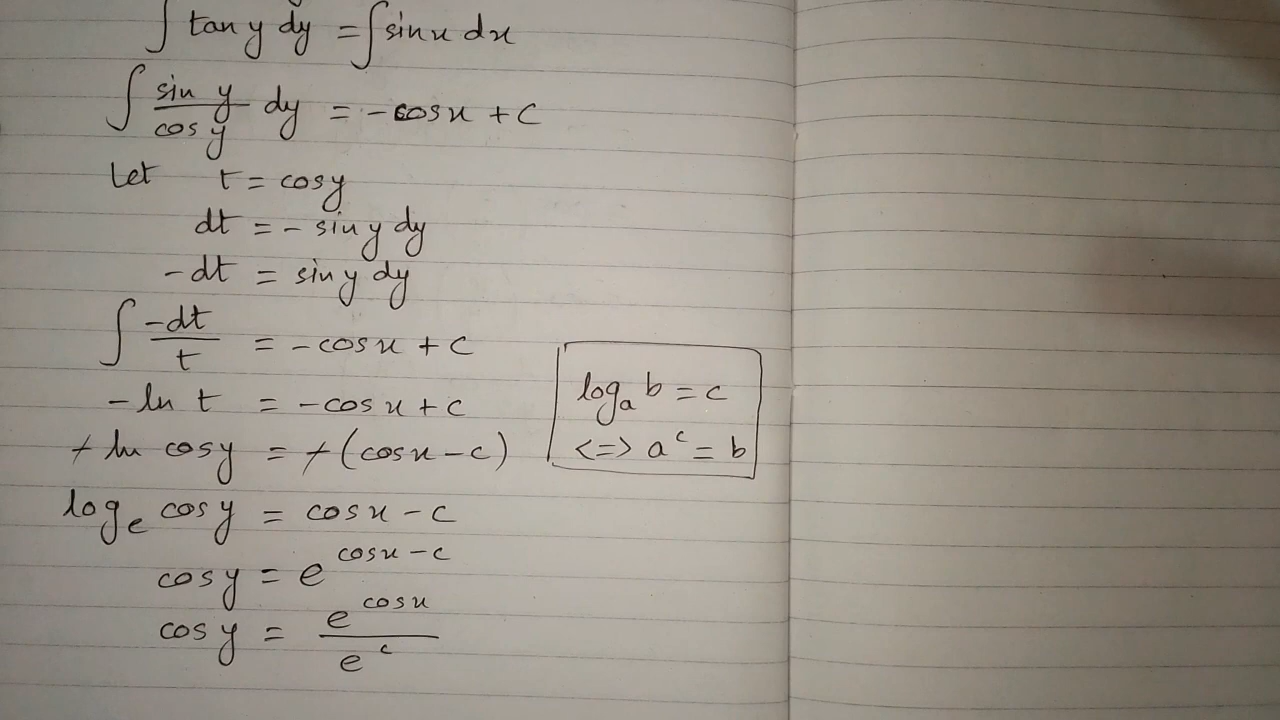 ∫ tan y dy = ∫ sin x dx
∫ sin y / cos y dy = - cos x + c
Let t = cos y
dt = - sin y dy
- dt = sin y dy
∫ -dt / t = - cos x + c
- ln t = - cos x + c
+ ln cos y = + (cos x - c)
log_a b = c
<=> a^c = b
log_e cos y = cos x - c
cos y = e^(cos x - c)
cos y = e^(cos x) / e^c